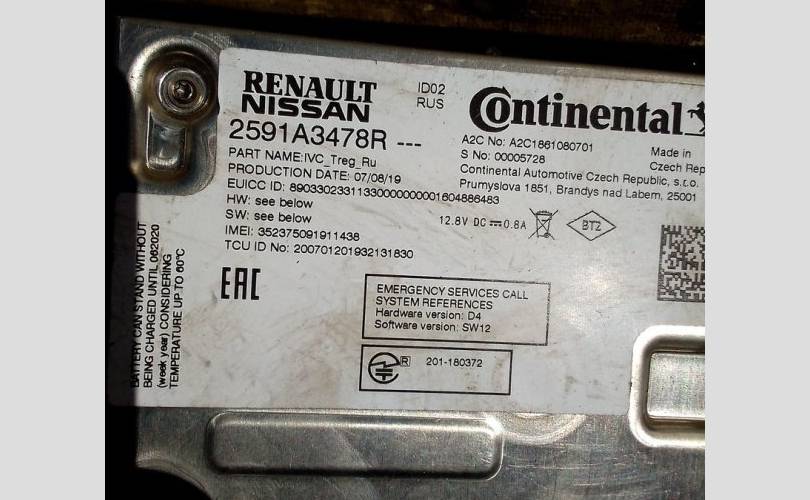 RENAULT
NISSAN
ID02
RUS
Continental
2591A3478R ---
PART NAME:IVC_Treg_Ru
PRODUCTION DATE: 07/08/19
EUICC ID: 89033023311330000000001604886483
HW: see below
SW: see below
IMEI: 352375091911438
TCU ID No: 200701201932131830
A2C No: A2C1861080701
S No: 00005728
Continental Automotive Czech Republic, s.r.o.
Prumyslova 1851, Brandys nad Labem, 25001
Made in
Czech Rep
12.8V DC 0.8A
BT2
EAC
EMERGENCY SERVICES CALL
SYSTEM REFERENCES
Hardware version: D4
Software version: SW12
R 201-180372
BATTERY CAN STAND WITHOUT
BEING CHARGED UNTIL 062020
(week year) CONSIDERING
TEMPERATURE UP TO 60°C